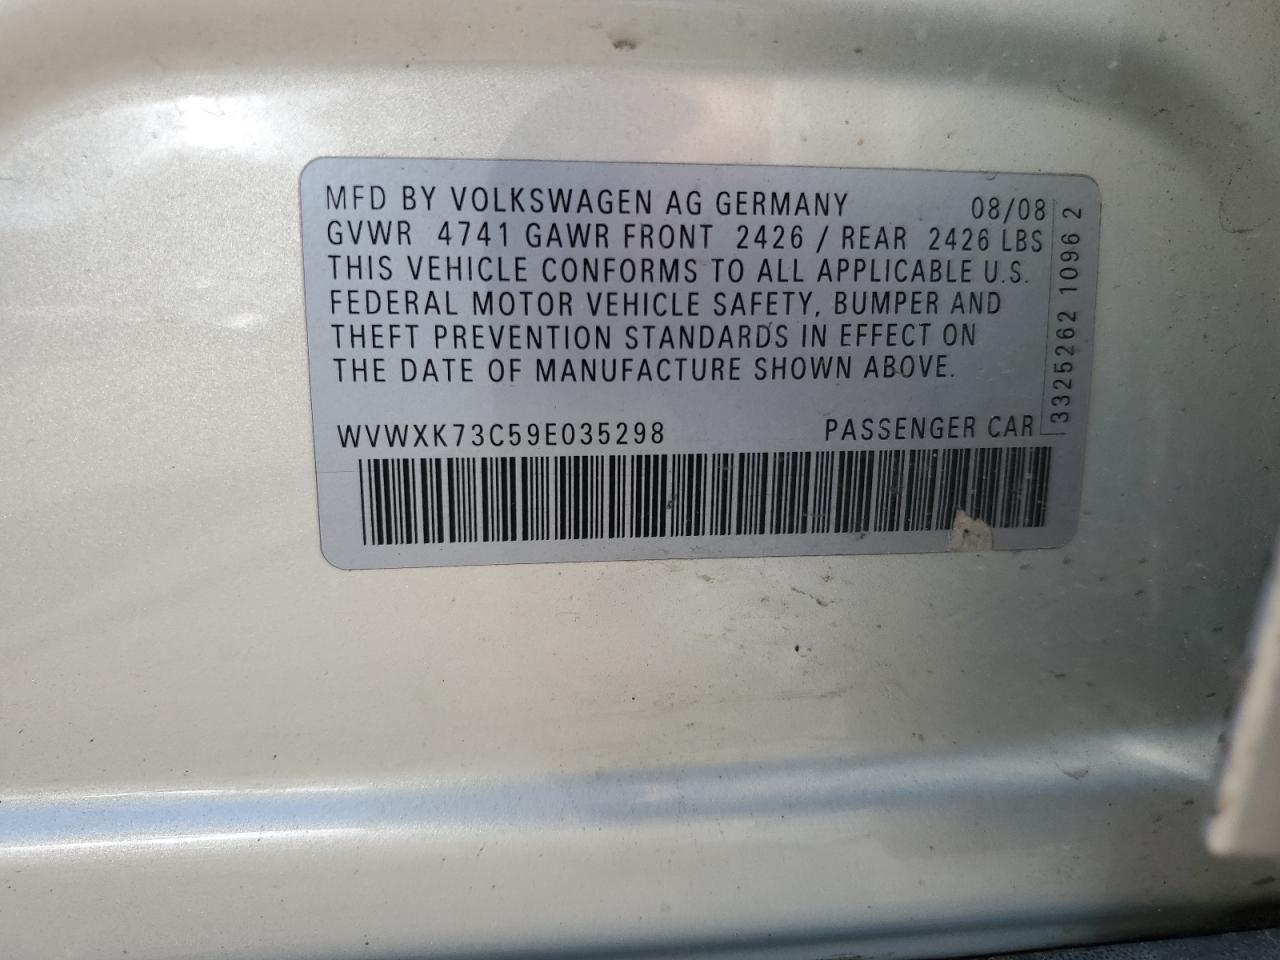 MFD BY VOLKSWAGEN AG GERMANY 08/08
GVWR 4741 GAWR FRONT 2426 / REAR 2426 LBS
THIS VEHICLE CONFORMS TO ALL APPLICABLE U.S.
FEDERAL MOTOR VEHICLE SAFETY, BUMPER AND
THEFT PREVENTION STANDARDS IN EFFECT ON
THE DATE OF MANUFACTURE SHOWN ABOVE.
WVWXK73C59E035298 PASSENGER CAR
3325262 1096 2